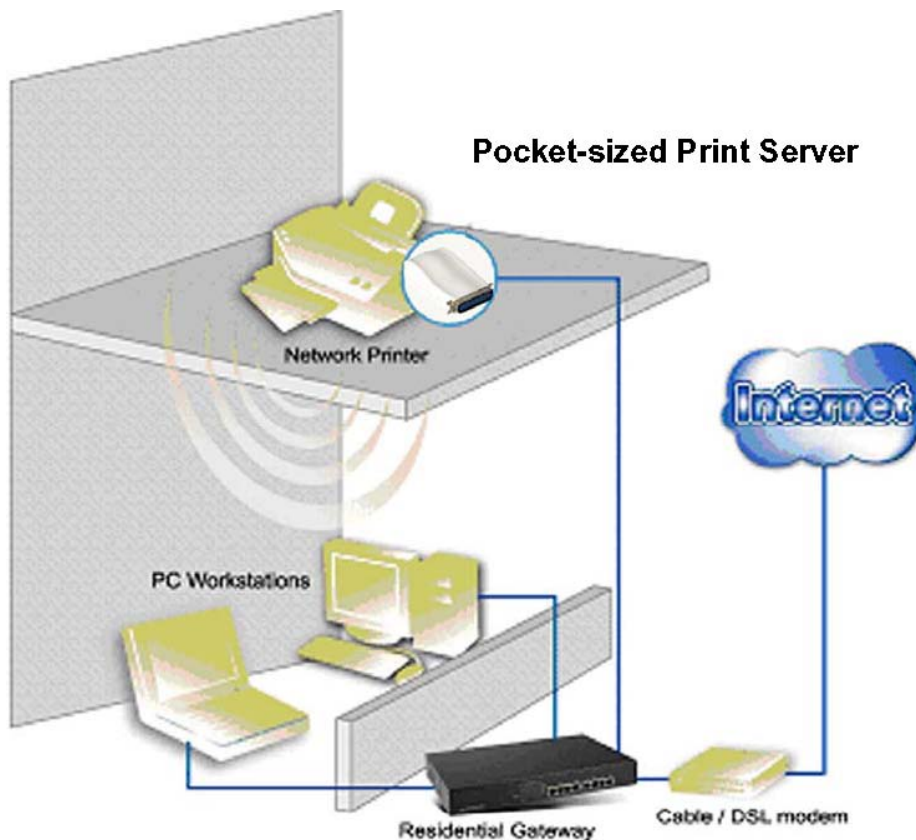 Pocket-sized Print Server
Network Printer
Internet
PC Workstations
Cable / DSL modem
Residential Gateway